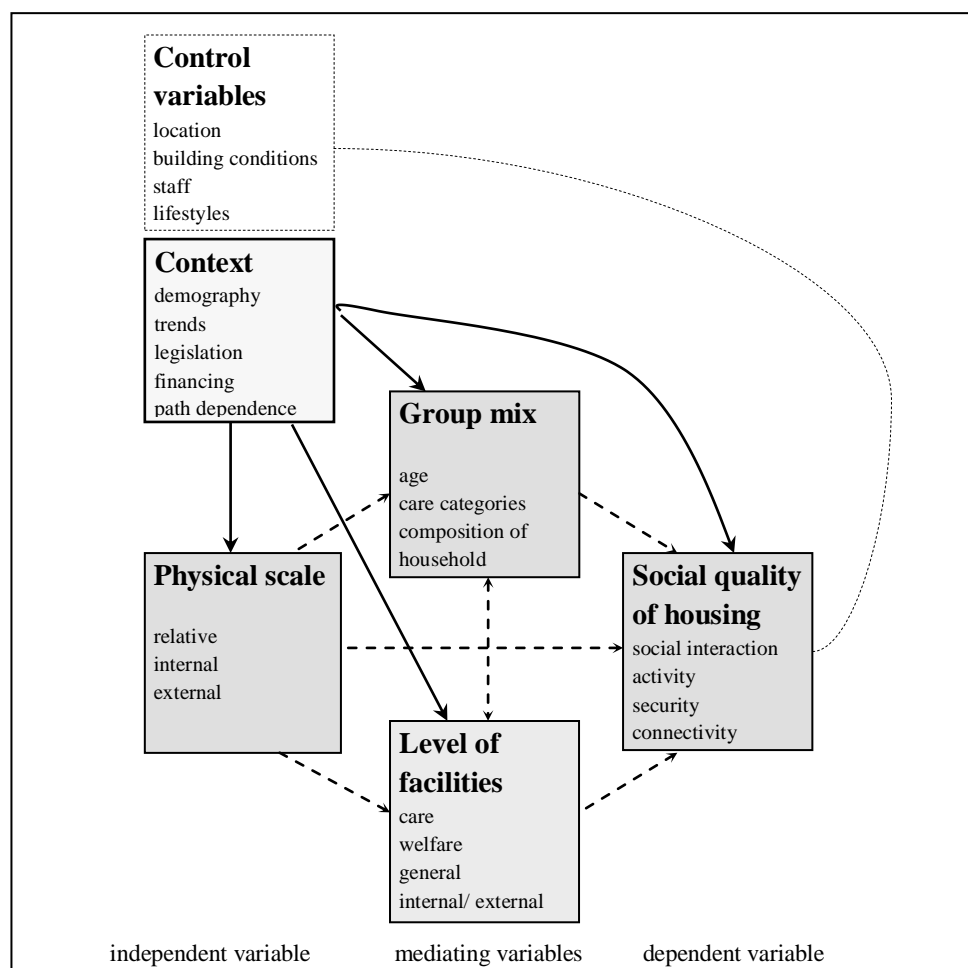 Control
variables
location
building conditions
staff
lifestyles
Context
demography
trends
legislation
financing
path dependence
Group mix
age
care categories
composition of
household
Physical scale
relative
internal
external
Social quality
of housing
social interaction
activity
security
connectivity
Level of
facilities
care
welfare
general
internal/ external
independent variable
mediating variables
dependent variable